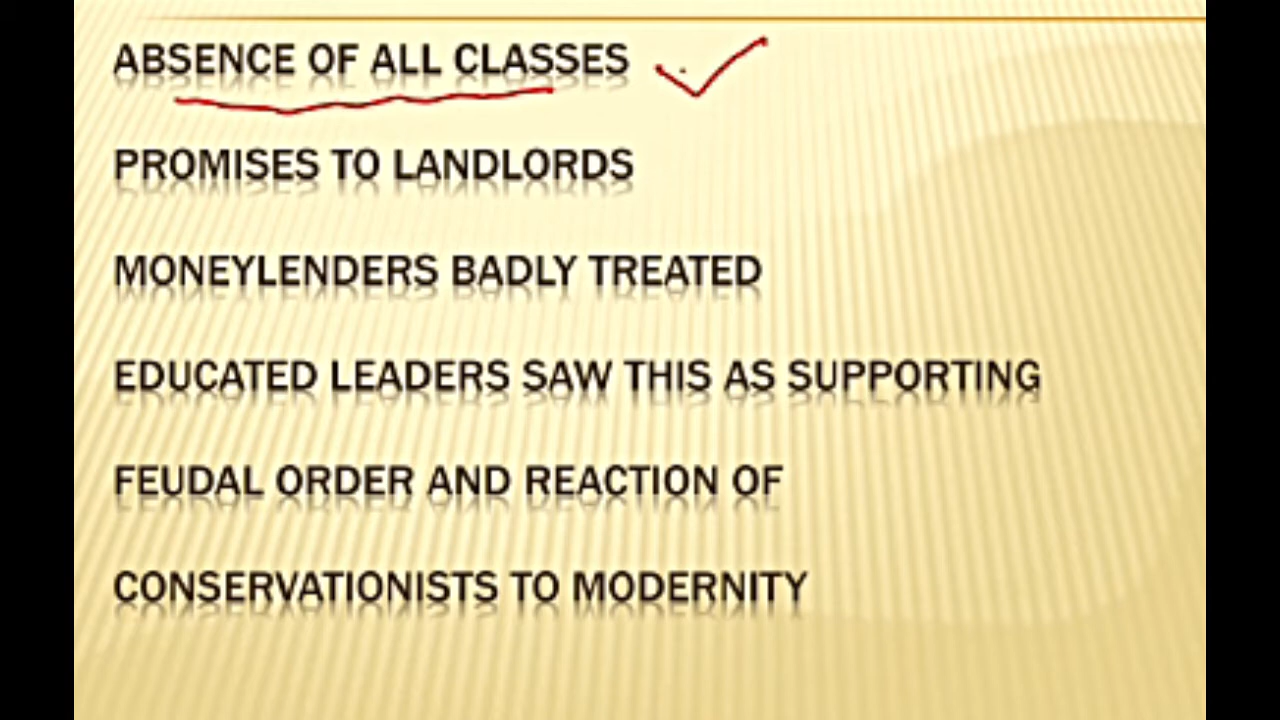 ABSENCE OF ALL CLASSES
PROMISES TO LANDLORDS
MONEYLENDERS BADLY TREATED
EDUCATED LEADERS SAW THIS AS SUPPORTING
FEUDAL ORDER AND REACTION OF
CONSERVATIONISTS TO MODERNITY